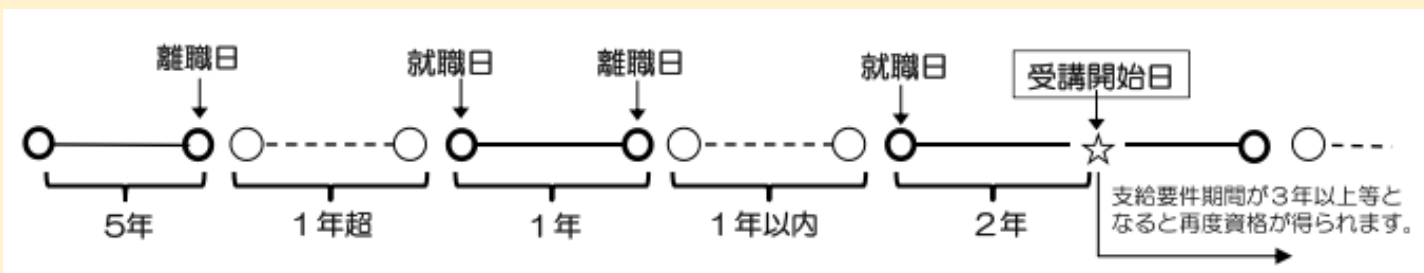 離職日
就職日
離職日
就職日
受講開始日
5年
１年超
１年
１年以内
２年
支給要件期間が３年以上等と
なると再度資格が得られます。